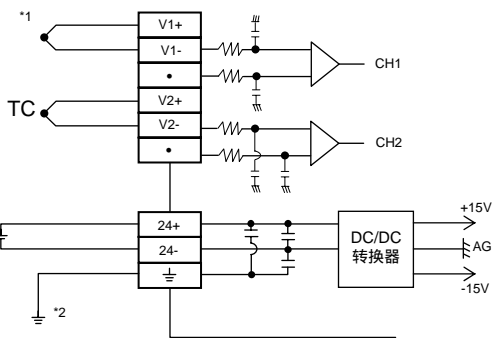 *1
V1+
V1-
•
CH1
TC
V2+
V2-
•
CH2
24+
24-
*2
DC/DC
转换器
+15V
AG
-15V